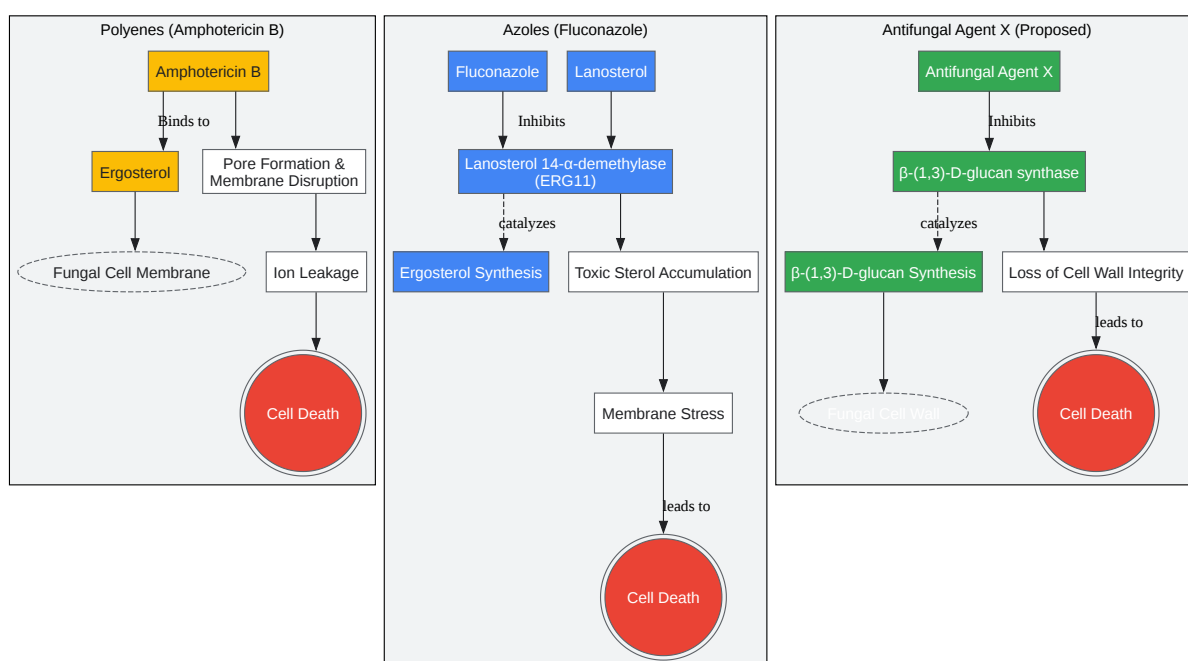 Polyenes (Amphotericin B)
Amphotericin B
Binds to
Ergosterol
Pore Formation &
Membrane Disruption
Fungal Cell Membrane
Ion Leakage
Cell Death
Azoles (Fluconazole)
Fluconazole
Lanosterol
Inhibits
Lanosterol 14-α-demethylase
(ERG11)
catalyzes
Ergosterol Synthesis
Toxic Sterol Accumulation
Membrane Stress
leads to
Cell Death
Antifungal Agent X (Proposed)
Antifungal Agent X
Inhibits
β-(1,3)-D-glucan synthase
catalyzes
β-(1,3)-D-glucan Synthesis
Loss of Cell Wall Integrity
leads to
Fungal Cell Wall
Cell Death